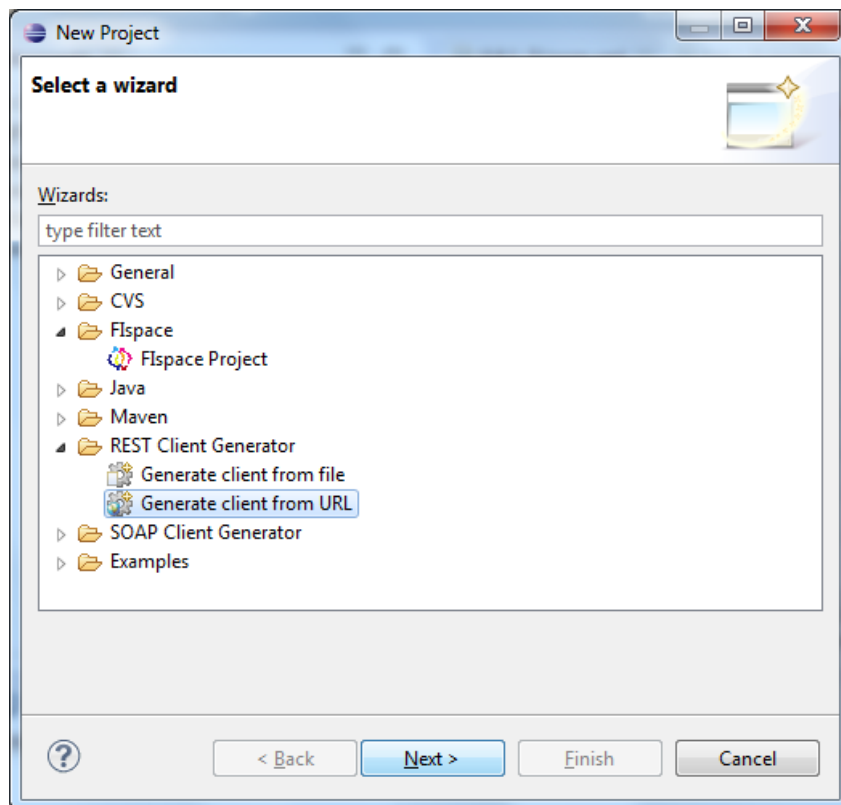 New Project
Select a wizard
Wizards:
type filter text
General
CVS
FIspace
FIspace Project
Java
Maven
REST Client Generator
Generate client from file
Generate client from URL
SOAP Client Generator
Examples
?
< Back Next > Finish Cancel